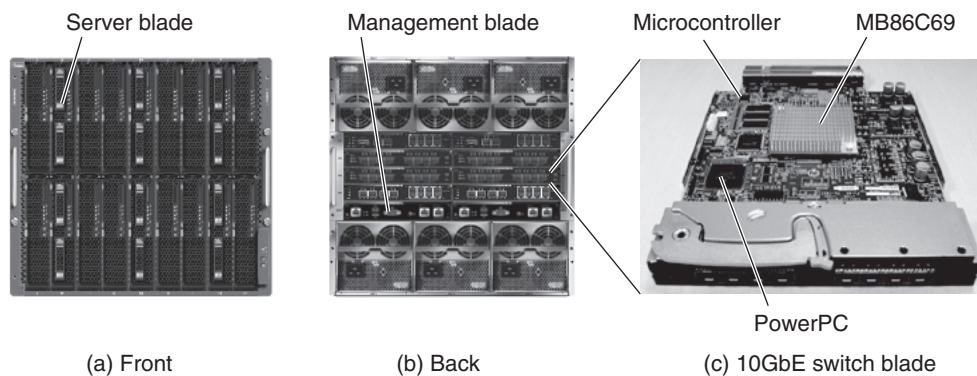 Server blade
Management blade
Microcontroller
MB86C69
PowerPC
(a) Front
(b) Back
(c) 10GbE switch blade